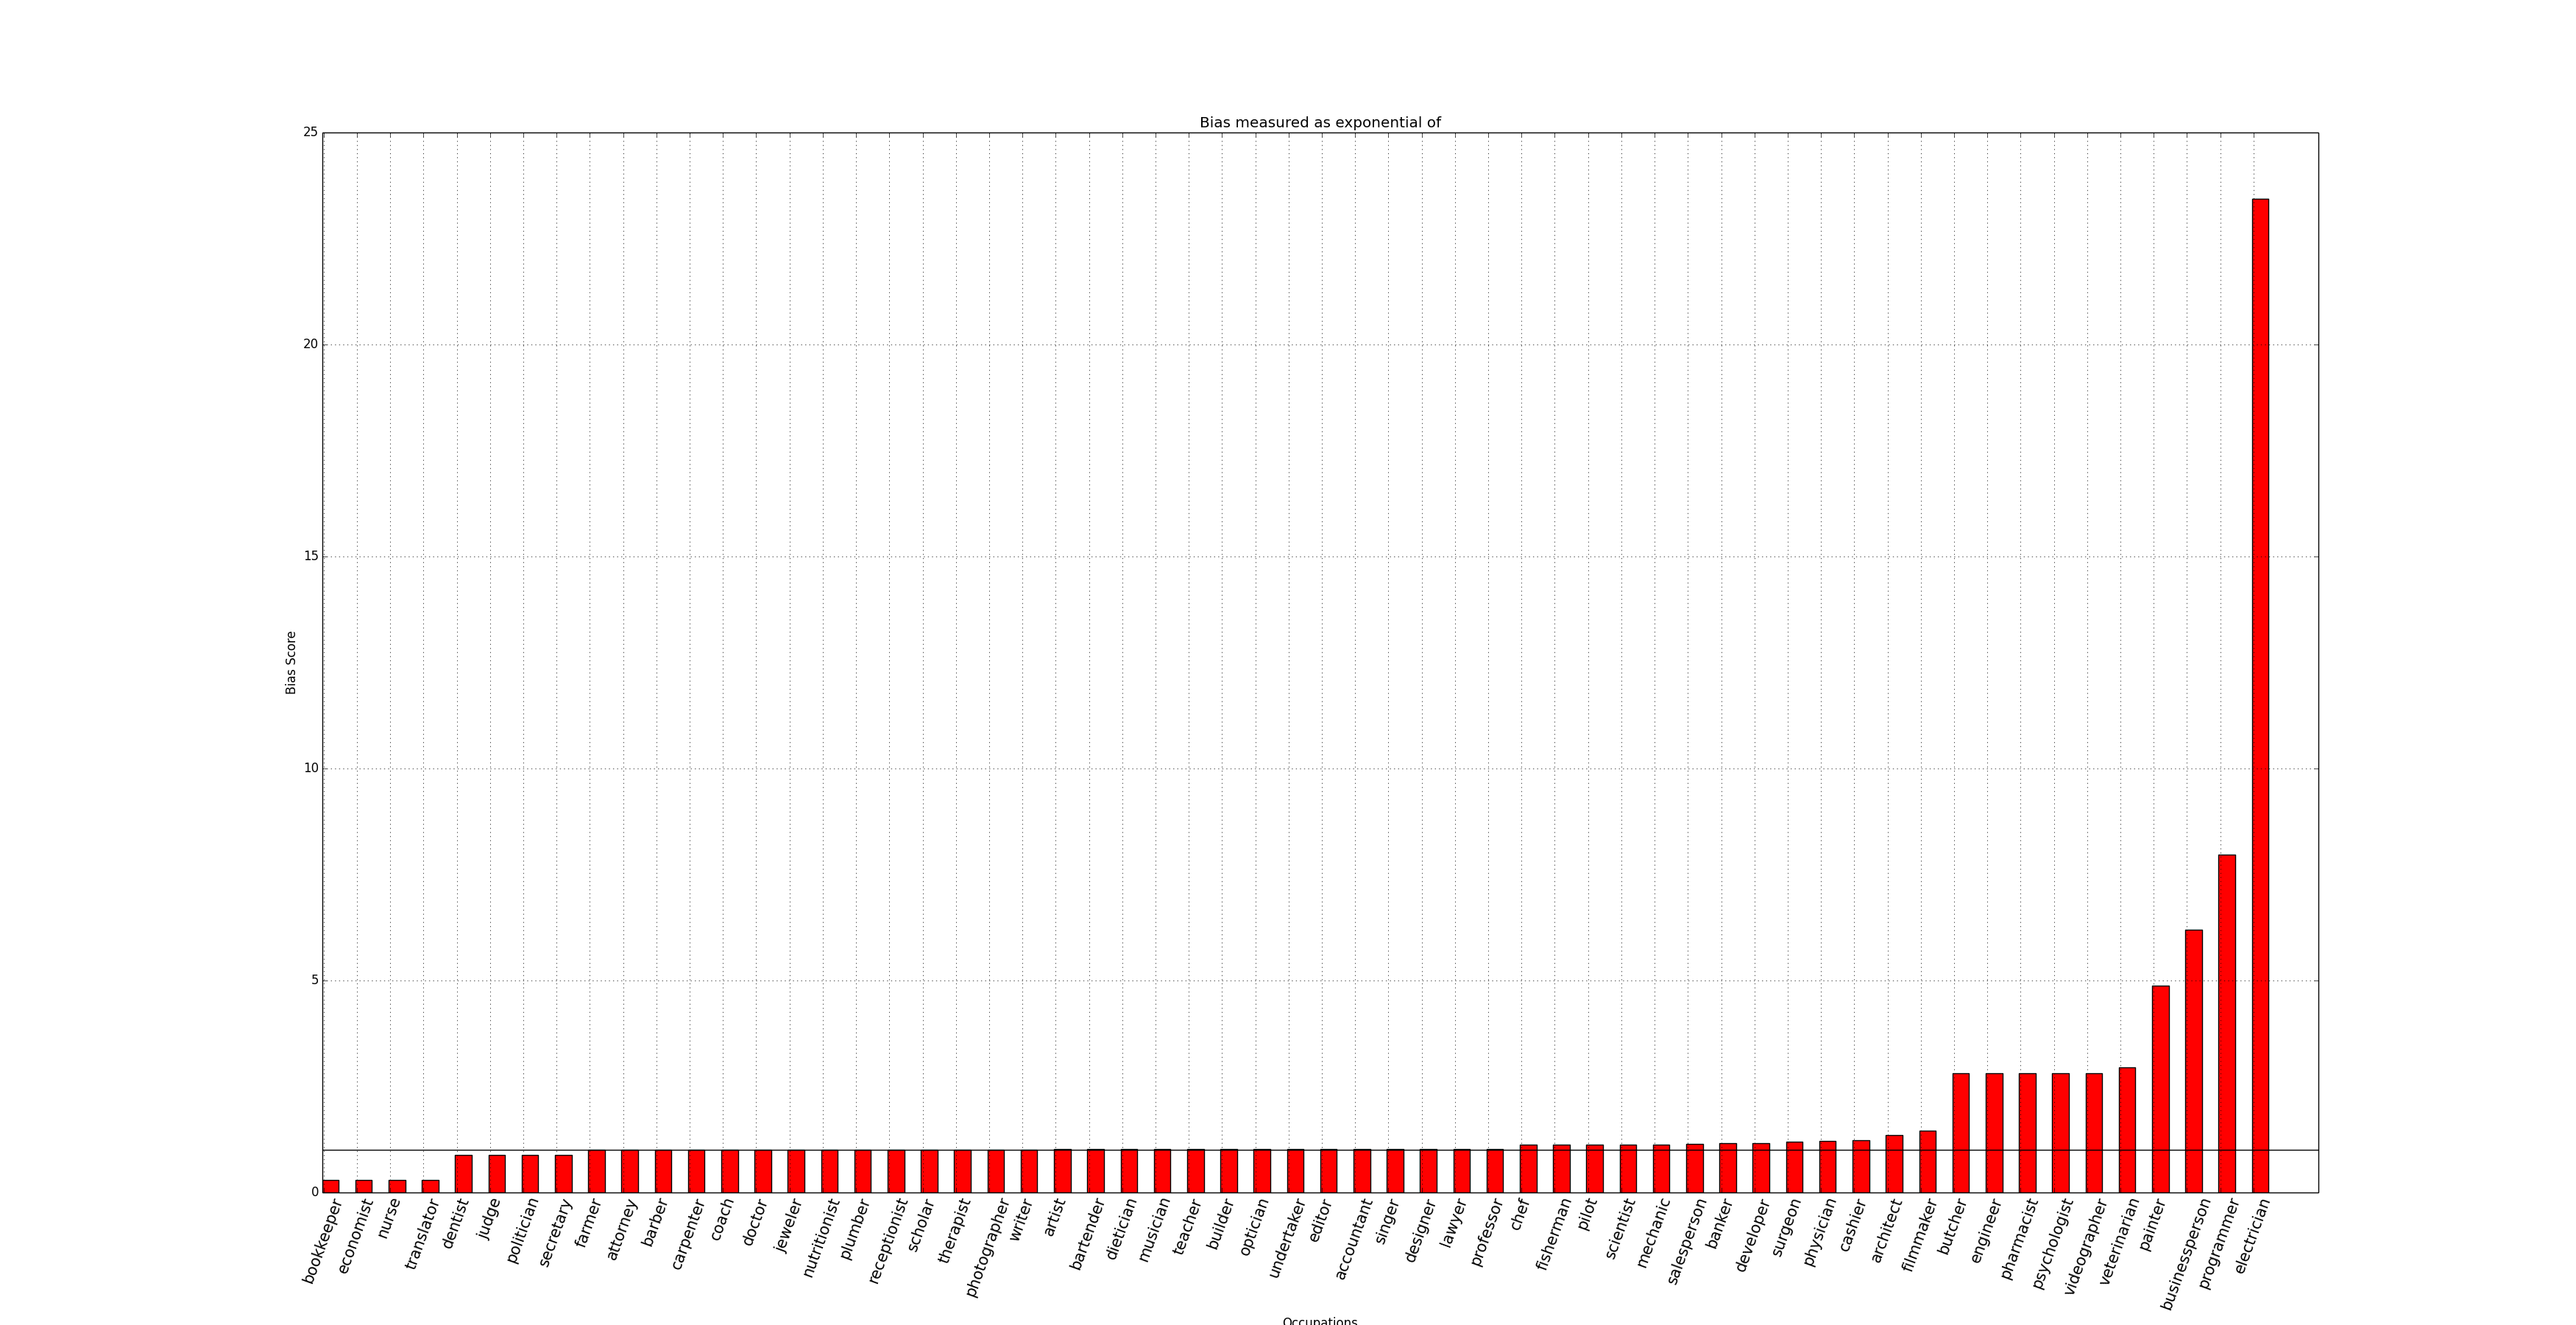 Bias measured as exponential of
25
20
15
10
5
0
Bias Score
bookkeeper
economist
nurse
translator
dentist
judge
politician
secretary
farmer
attorney
barber
carpenter
coach
doctor
jeweler
nutritionist
plumber
receptionist
scholar
therapist
photographer
writer
artist
bartender
dietician
musician
teacher
builder
optician
undertaker
editor
accountant
singer
designer
lawyer
professor
chef
fisherman
pilot
scientist
mechanic
salesperson
banker
developer
surgeon
physician
cashier
architect
filmmaker
butcher
engineer
pharmacist
psychologist
videographer
veterinarian
painter
businessperson
programmer
electrician
Occupations